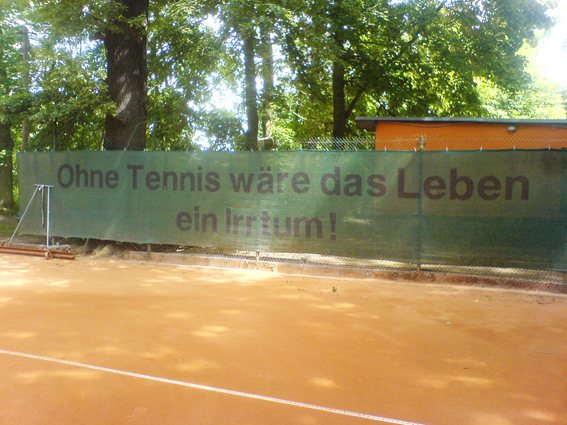 Ohne Tennis wäre das Leben
ein Irrtum!